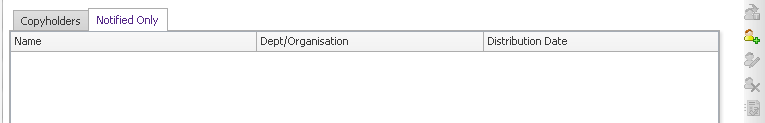 Copyholders Notified Only
Name Dept/Organisation Distribution Date